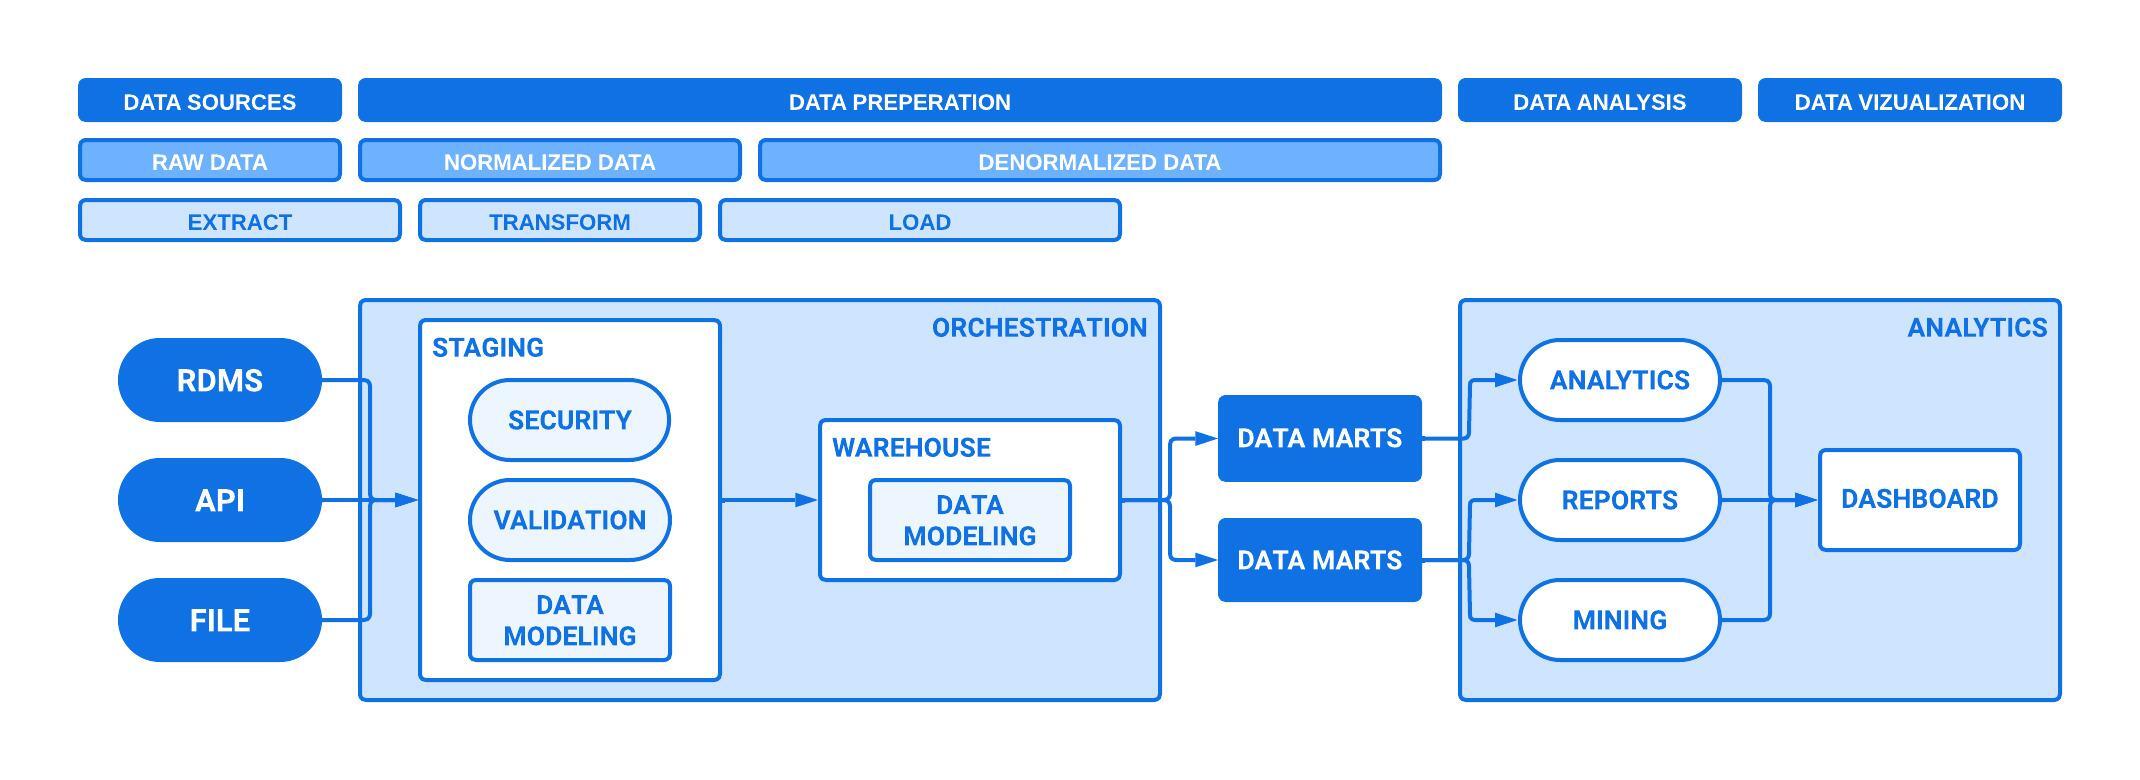 DATA SOURCES
DATA PREPERATION
DATA ANALYSIS
DATA VIZUALIZATION
RAW DATA
NORMALIZED DATA
DENORMALIZED DATA
EXTRACT
TRANSFORM
LOAD
RDMS
API
FILE
ORCHESTRATION
STAGING
SECURITY
VALIDATION
DATA
MODELING
WAREHOUSE
DATA
MODELING
DATA MARTS
DATA MARTS
ANALYTICS
ANALYTICS
REPORTS
MINING
DASHBOARD